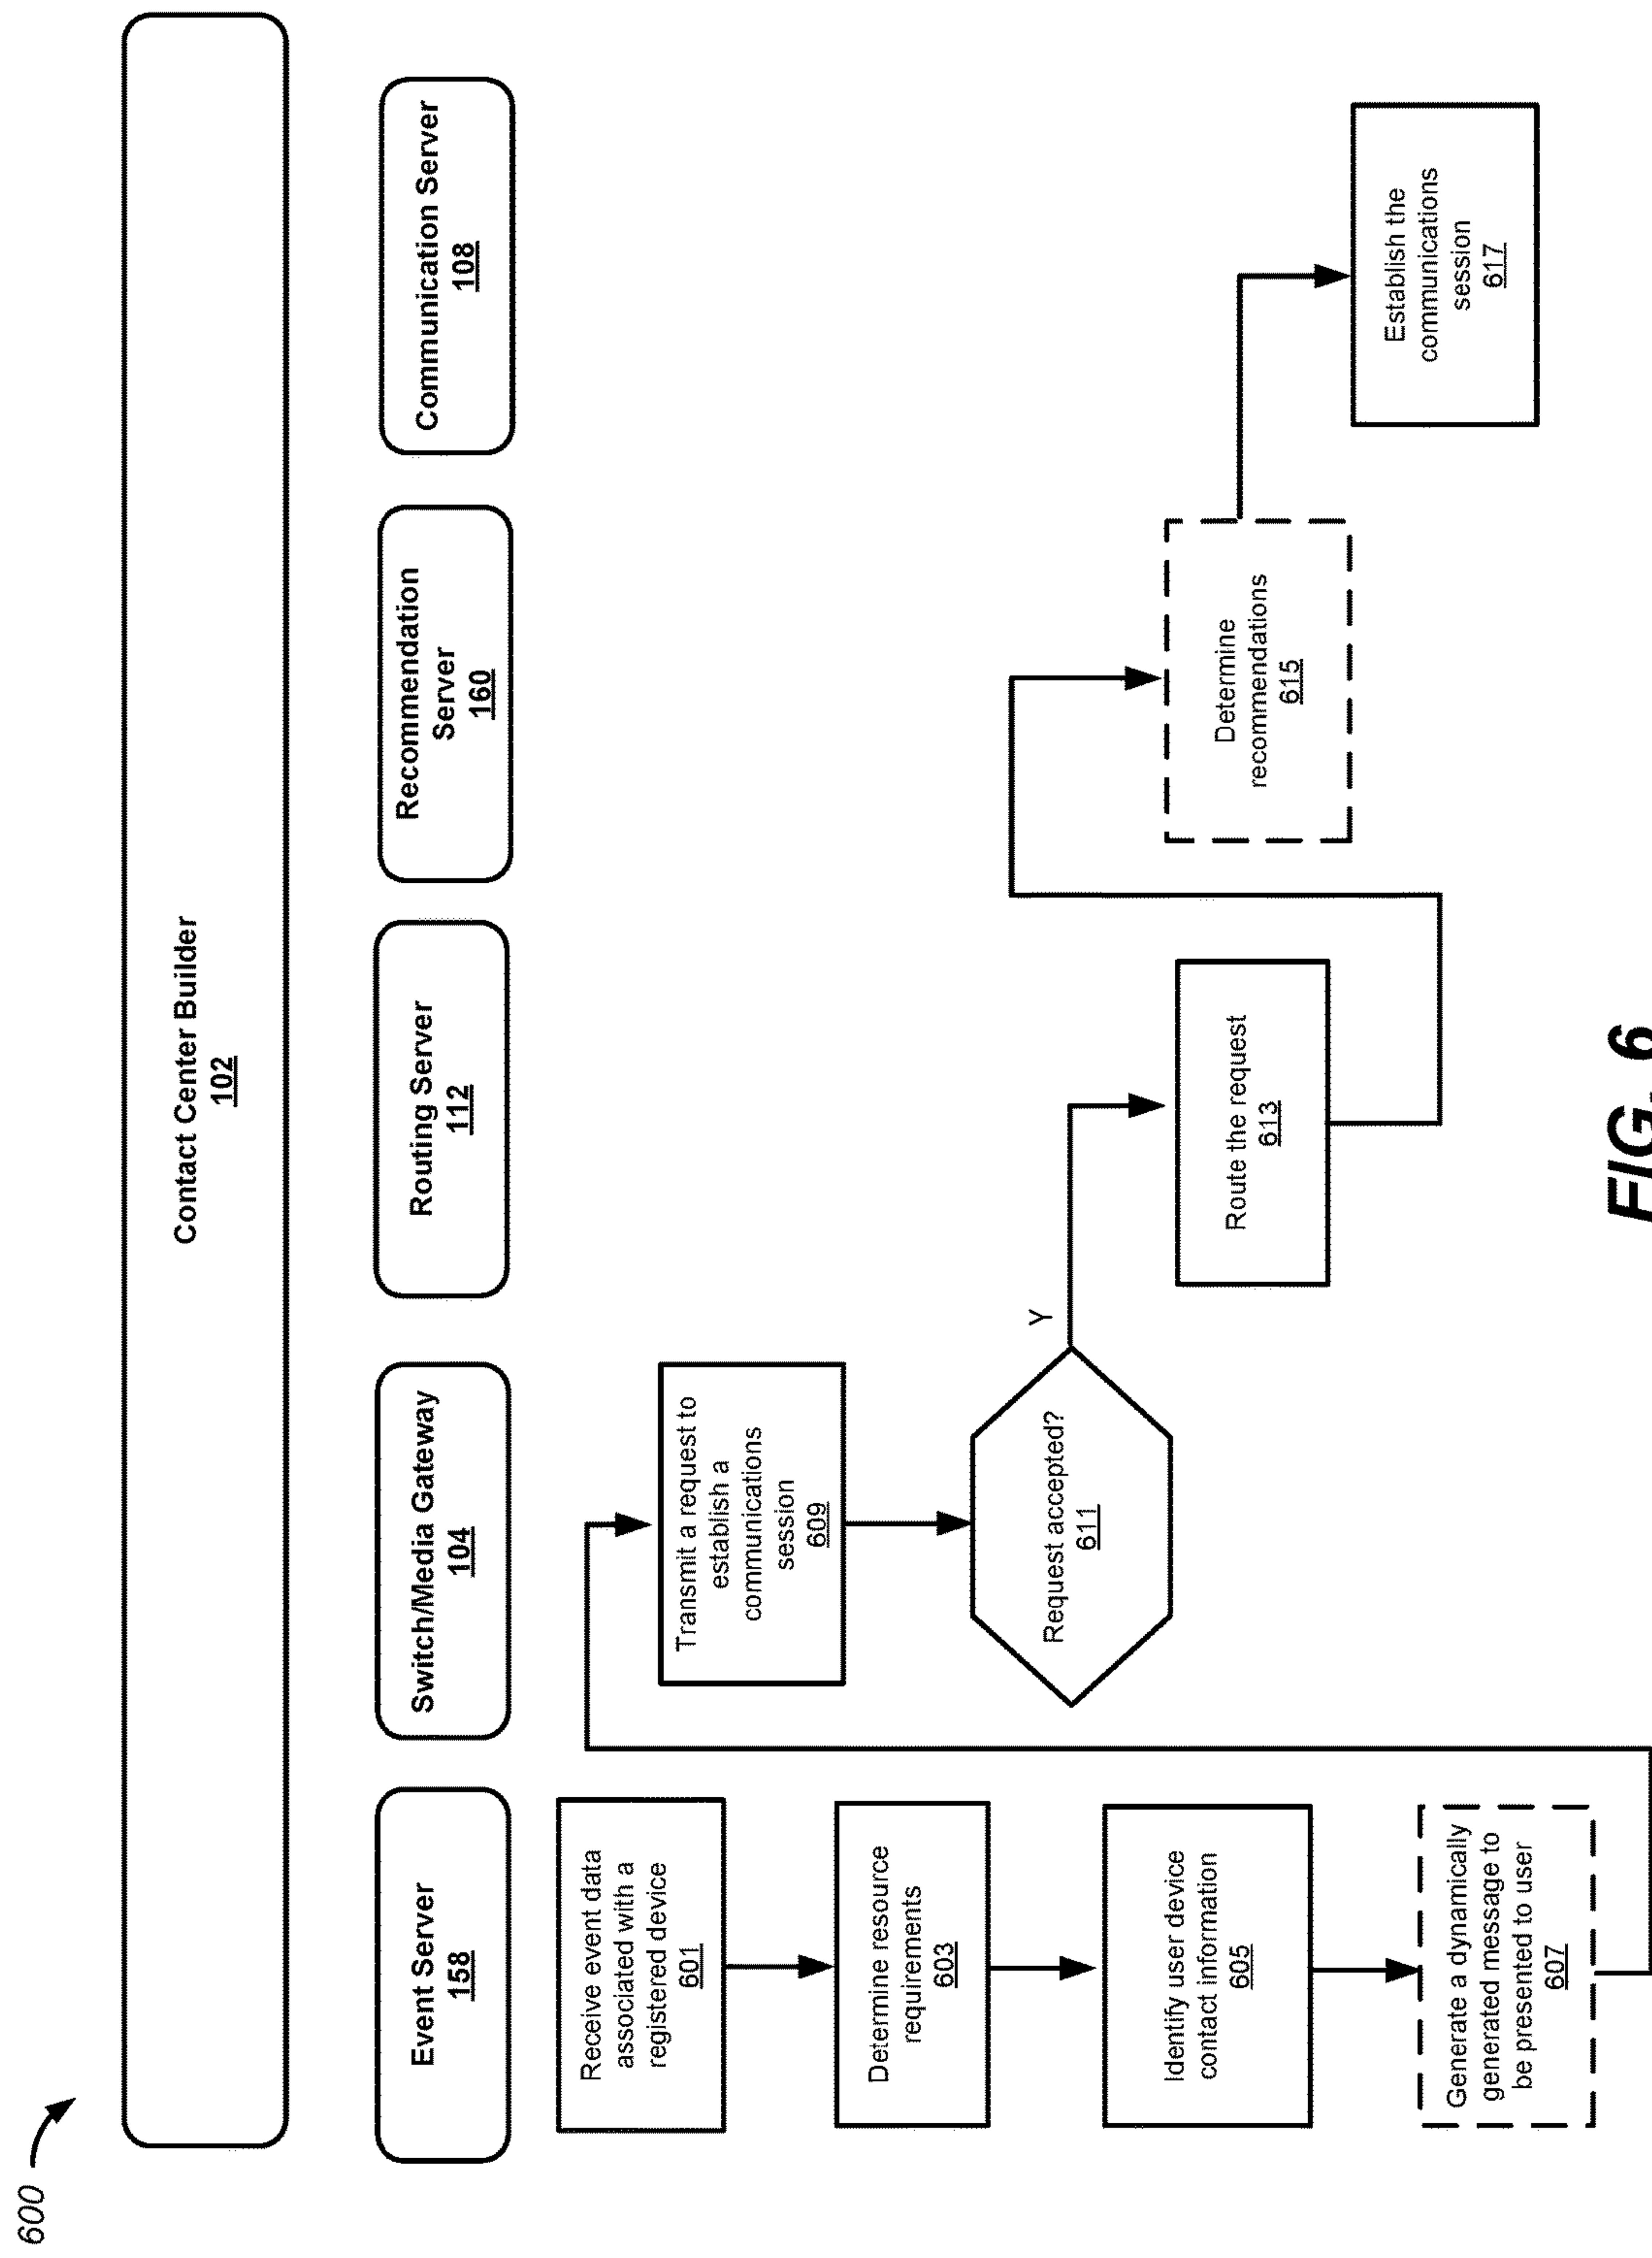 600
Contact Center Builder
102
Event Server
158
Switch/Media Gateway
104
Routing Server
112
Recommendation
Server
160
Communication Server
108
Receive event data
associated with a
registered device
601
Determine resource
requirements
603
Identify user device
contact information
605
Generate a dynamically
generated message to
be presented to user
607
Transmit a request to
establish a
communications
session
609
Request accepted?
611
Y
Route the request
613
Determine
recommendations
615
Establish the
communications
session
617
FIG. 6